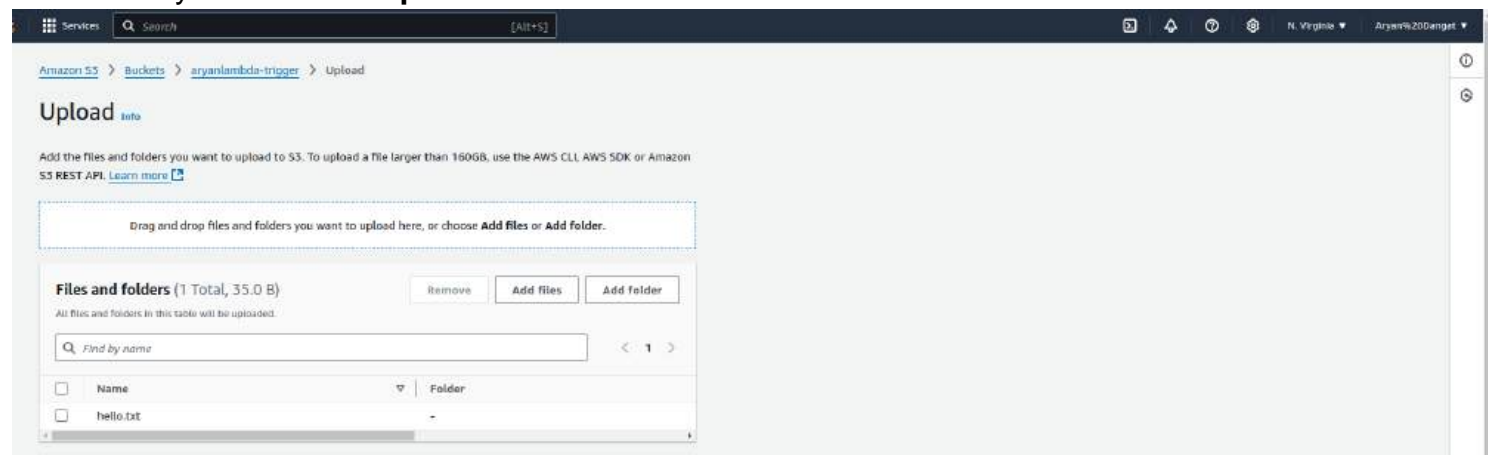 Services Search [Alt+S] N. Virginia Aryan%20Dangat
Amazon S3 > Buckets > aryanlambda-trigger > Upload
Upload Info
Add the files and folders you want to upload to S3. To upload a file larger than 160GB, use the AWS CLI, AWS SDK or Amazon
S3 REST API. Learn more
Drag and drop files and folders you want to upload here, or choose Add files or Add folder.
Files and folders (1 Total, 35.0 B) Remove Add files Add folder
All files and folders in this table will be uploaded.
Find by name < 1 >
Name Folder
hello.txt -